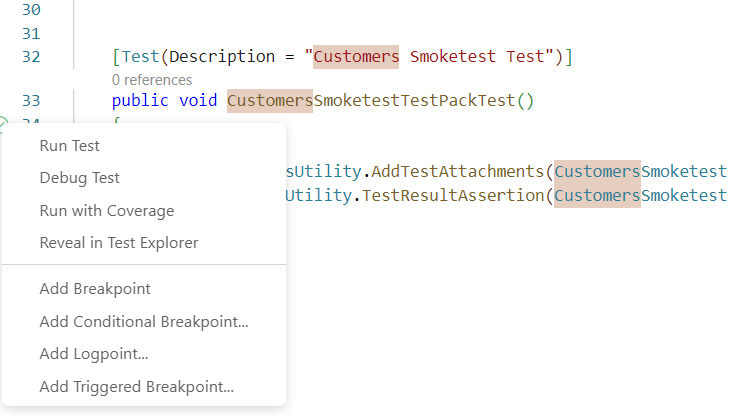 30
31
32 [Test(Description = "Customers Smoketest Test")]
0 references
33 public void CustomersSmoketestTestPackTest()
34 {
sUtility.AddTestAttachments(CustomersSmoketest
Utility.TestResultAssertion(CustomersSmoketest
Run Test
Debug Test
Run with Coverage
Reveal in Test Explorer
Add Breakpoint
Add Conditional Breakpoint...
Add Logpoint...
Add Triggered Breakpoint...